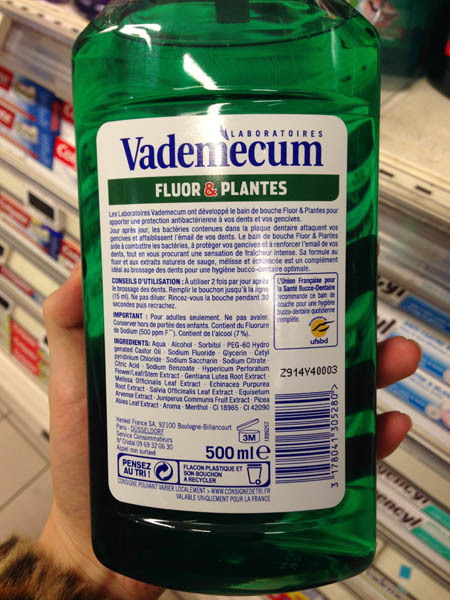 LABORATOIRES
Vademecum
FLUOR & PLANTES
Les Laboratoires Vademecum ont développé le bain de bouche Fluor & Plantes pour
apporter une protection antibactérienne à vos dents et vos gencives.
Jour après jour, les bactéries contenues dans la plaque dentaire attaquent vos
gencives et affaiblissent l'émail de vos dents. Le bain de bouche Fluor & Plantes
aide à combattre les bactéries, à protéger vos gencives et à renforcer l'émail de vos
dents, tout en vous procurant une sensation de fraîcheur intense. Sa formule au
fluor et aux extraits naturels de sauge, mélisse et échinacée est un complément
idéal au brossage des dents pour une hygiène bucco-dentaire optimale.
CONSEILS D'UTILISATION : A utiliser 2 fois par jour après
le brossage des dents. Remplir le bouchon jusqu'à la ligne
(15 ml). Ne pas diluer. Rincez-vous la bouche pendant 30
secondes puis recrachez.
IMPORTANT : Pour adultes seulement. Ne pas avaler.
Conserver hors de portée des enfants. Contient du Fluorure
de Sodium (500 ppm F⁻). Contient de l'alcool (7%).
INGREDIENTS: Aqua · Alcohol · Sorbitol · PEG-60 Hydro
genated Castor Oil · Sodium Fluoride · Glycerin · Cetyl
pyridinium Chloride · Sodium Saccharin · Sodium Citrate ·
Citric Acid · Sodium Benzoate · Hypericum Perforatum
Flower/Leaf/Stem Extract · Gentiana Lutea Root Extract ·
Melissa Officinalis Leaf Extract · Echinacea Purpurea
Root Extract · Salvia Officinalis Leaf Extract · Equisetum
Arvense Extract · Juniperus Communis Fruit Extract · Picea
Abies Leaf Extract · Aroma · Menthol · CI 18965 · CI 42090
L'Union Française pour
la Santé Bucco-Dentaire
recommande ce bain de
bouche pour une hygiène
bucco-dentaire quotidienne
complète.
ufsbd
Z914Y40003
Henkel France SA, 92100 Boulogne-Billancourt
Paris · DÜSSELDORF
Service Consommateurs
N° Cristal 09 69 32 06 30
Appel non surtaxé
3M
500 ml e
3 178041 305280 >
PENSEZ
AU TRI !
FLACON PLASTIQUE ET
SON BOUCHON
A RECYCLER
CONSIGNE POUVANT VARIER LOCALEMENT > WWW.CONSIGNEDETRI.FR
VALABLE UNIQUEMENT POUR LA FRANCE